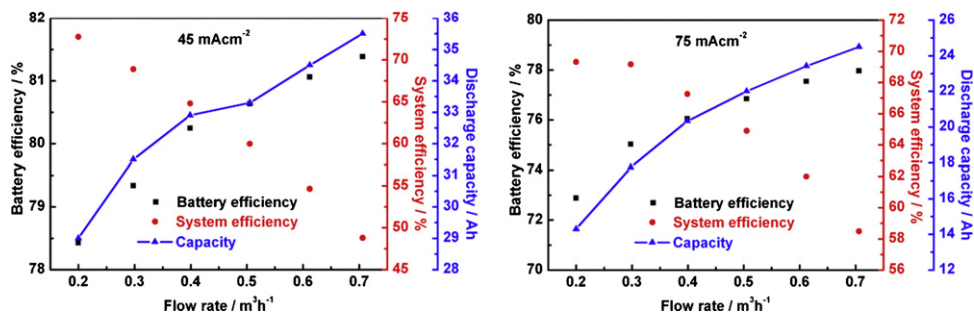 45 mAcm-2
Battery efficiency / %
82
81
80
79
78
75
70
65
60
55
50
45
System efficiency / %
36
35
34
33
32
31
30
29
28
Discharge capacity / Ah
Battery efficiency
System efficiency
Capacity
0.2 0.3 0.4 0.5 0.6 0.7
Flow rate / m³h-1
75 mAcm-2
Battery efficiency / %
80
78
76
74
72
70
72
70
68
66
64
62
60
58
56
System efficiency / %
26
24
22
20
18
16
14
12
Discharge capacity / Ah
Battery efficiency
System efficiency
Capacity
0.2 0.3 0.4 0.5 0.6 0.7
Flow rate / m³h-1